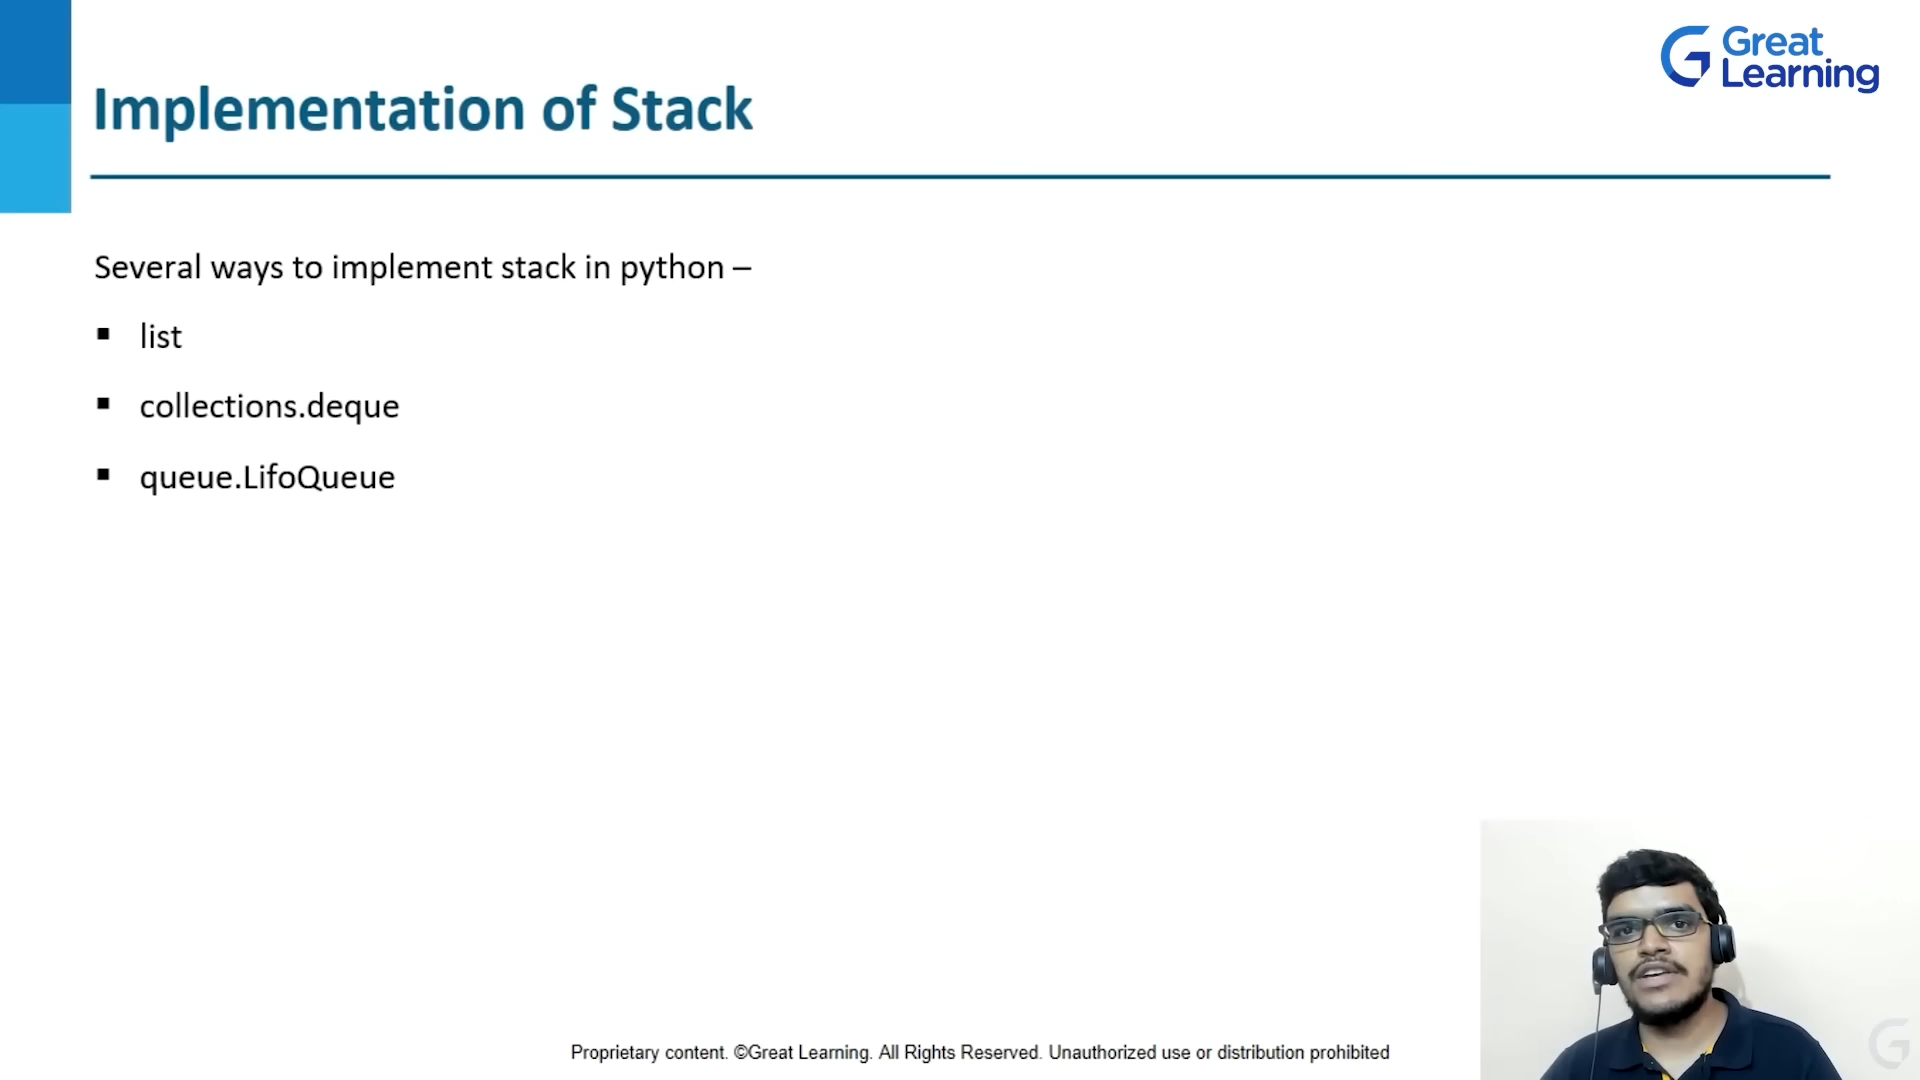 Great
Learning
Implementation of Stack
Several ways to implement stack in python –
▪ list
▪ collections.deque
▪ queue.LifoQueue
Proprietary content. ©Great Learning. All Rights Reserved. Unauthorized use or distribution prohibited